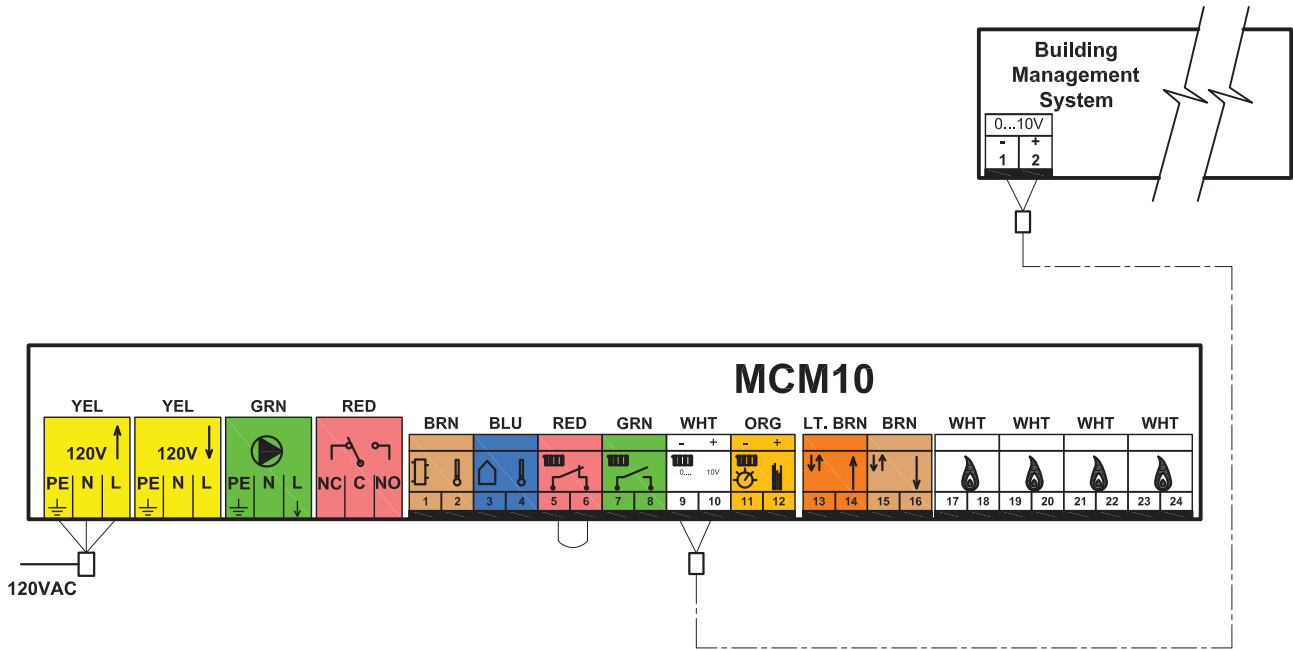 Building
Management
System
0...10V
- +
1 2
MCM10
YEL YEL GRN RED
BRN BLU RED GRN WHT ORG LT. BRN BRN WHT WHT WHT WHT
- + - +
120V 120V
0.... 10V
PE N L PE N L PE N L NC C NO
1 2 3 4 5 6 7 8 9 10 11 12 13 14 15 16 17 18 19 20 21 22 23 24
120VAC